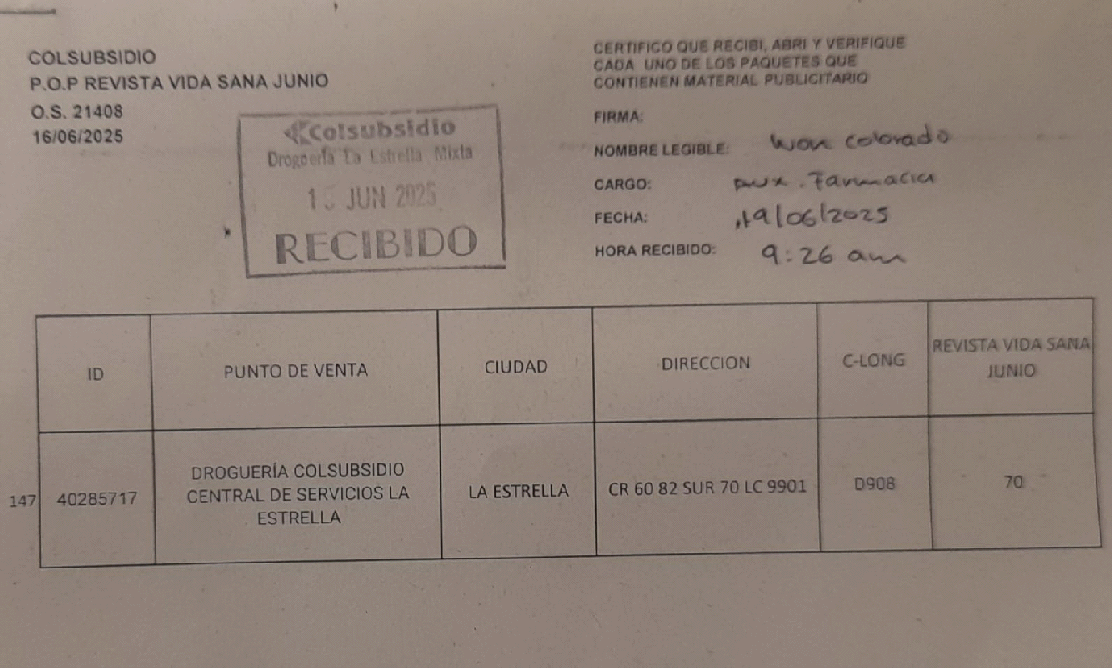 COLSUBSIDIO
P.O.P REVISTA VIDA SANA JUNIO
O.S. 21408
16/06/2025
Colsubsidio
Droguería La Estrella Mixta
JUN 2025
RECIBIDO
CERTIFICO QUE RECIBI, ABRI Y VERIFIQUE
CADA UNO DE LOS PAQUETES QUE
CONTIENEN MATERIAL PUBLICITARIO
FIRMA:
NOMBRE LEGIBLE: colorado
CARGO: aux. Farmacia
FECHA: 19/06/2025
HORA RECIBIDO: 9:26 am
ID
PUNTO DE VENTA
CIUDAD
DIRECCION
C-LONG
REVISTA VIDA SANA
JUNIO
147
40285717
DROGUERÍA COLSUBSIDIO
CENTRAL DE SERVICIOS LA
ESTRELLA
LA ESTRELLA
CR 60 82 SUR 70 LC 9901
D908
70